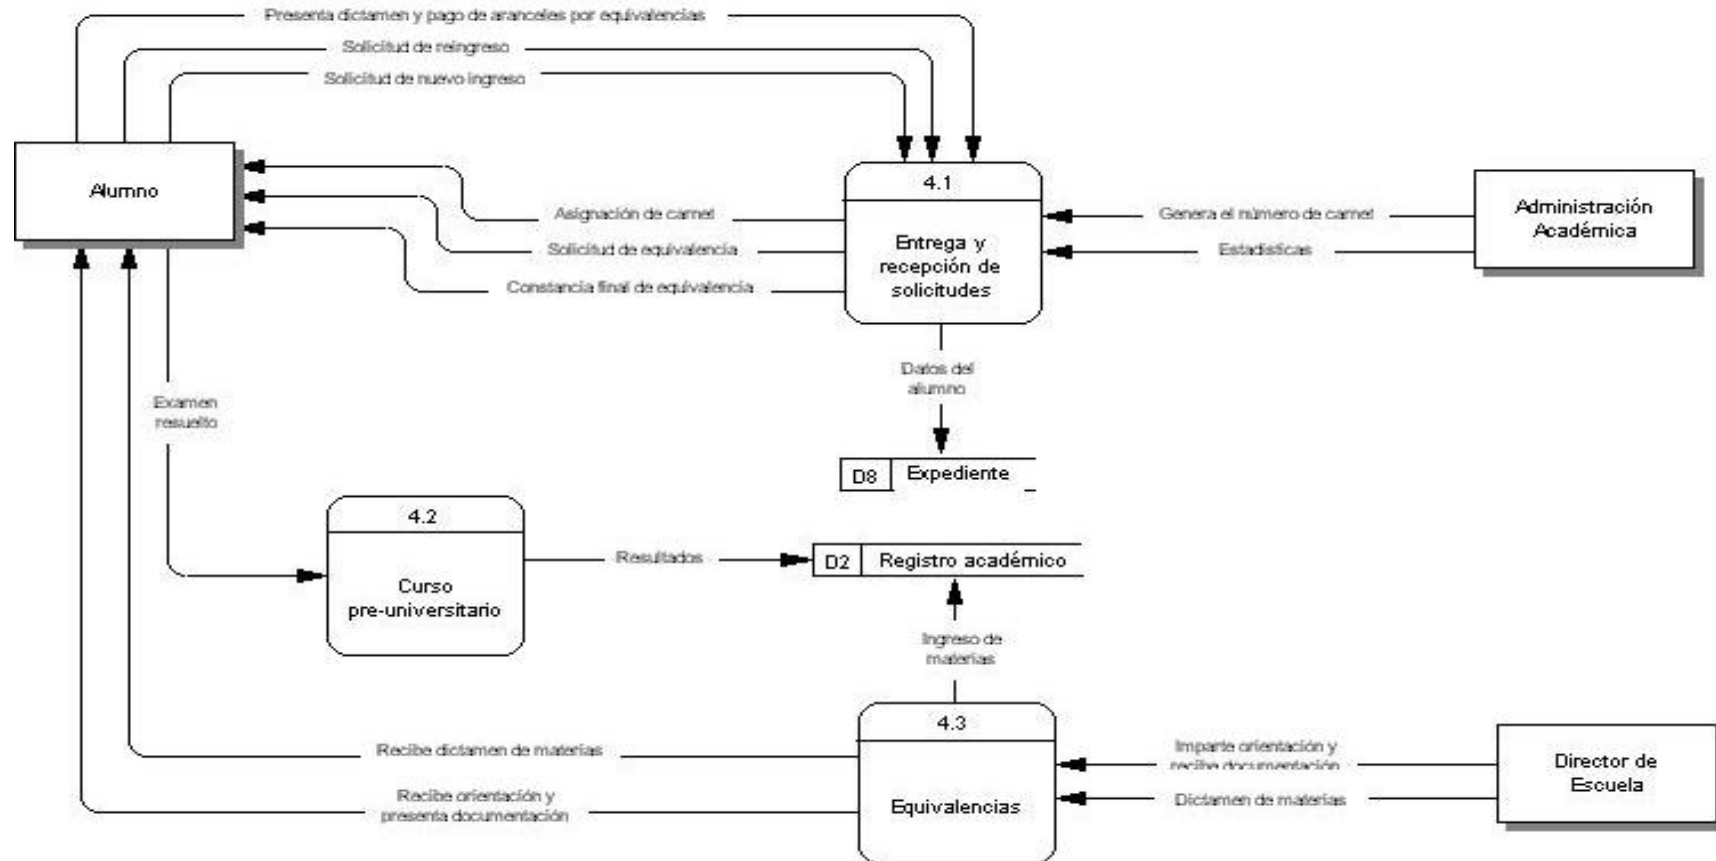 Presenta dictamen y pago de aranceles por equivalencias
Solicitud de reingreso
Solicitud de nuevo ingreso
Alumno
4.1
Entrega y
recepción de
solicitudes
Administración
Académica
Asignación de carnet
Solicitud de equivalencia
Constancia final de equivalencia
Genera el número de carnet
Estadísticas
Datos del
alumno
Examen
resuelto
D8 Expediente
4.2
Curso
pre-universitario
Resultados
D2 Registro académico
Ingreso de
materias
4.3
Equivalencias
Recibe dictamen de materias
Recibe orientación y
presenta documentación
Imparte orientación y
recibe documentación
Dictamen de materias
Director de
Escuela